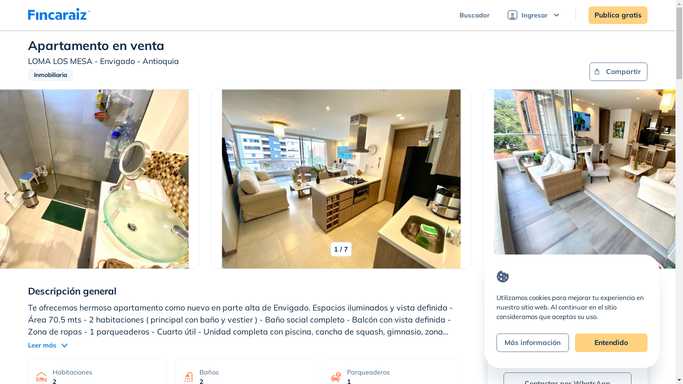 Fincaraiz
Buscador
Ingresar
Publica gratis
Apartamento en venta
LOMA LOS MESA - Envigado - Antioquia
Inmobiliaria
Compartir
1 / 7
Descripción general
Te ofrecemos hermoso apartamento como nuevo en parte alta de Envigado. Espacios iluminados y vista definida -
Área 70,5 mts - 2 habitaciones ( principal con baño y vestier ) - Baño social completo - Balcón con vista definida -
Zona de ropas - 1 parqueaderos - Cuarto útil - Unidad completa con piscina, cancha de squash, gimnasio, zona...
Leer más
Habitaciones
2
Baños
2
Parqueaderos
1
Utilizamos cookies para mejorar tu experiencia en
nuestro sitio web. Al continuar en el sitio
consideramos que aceptas su uso.
Más información
Entendido
Contactar por WhatsApp